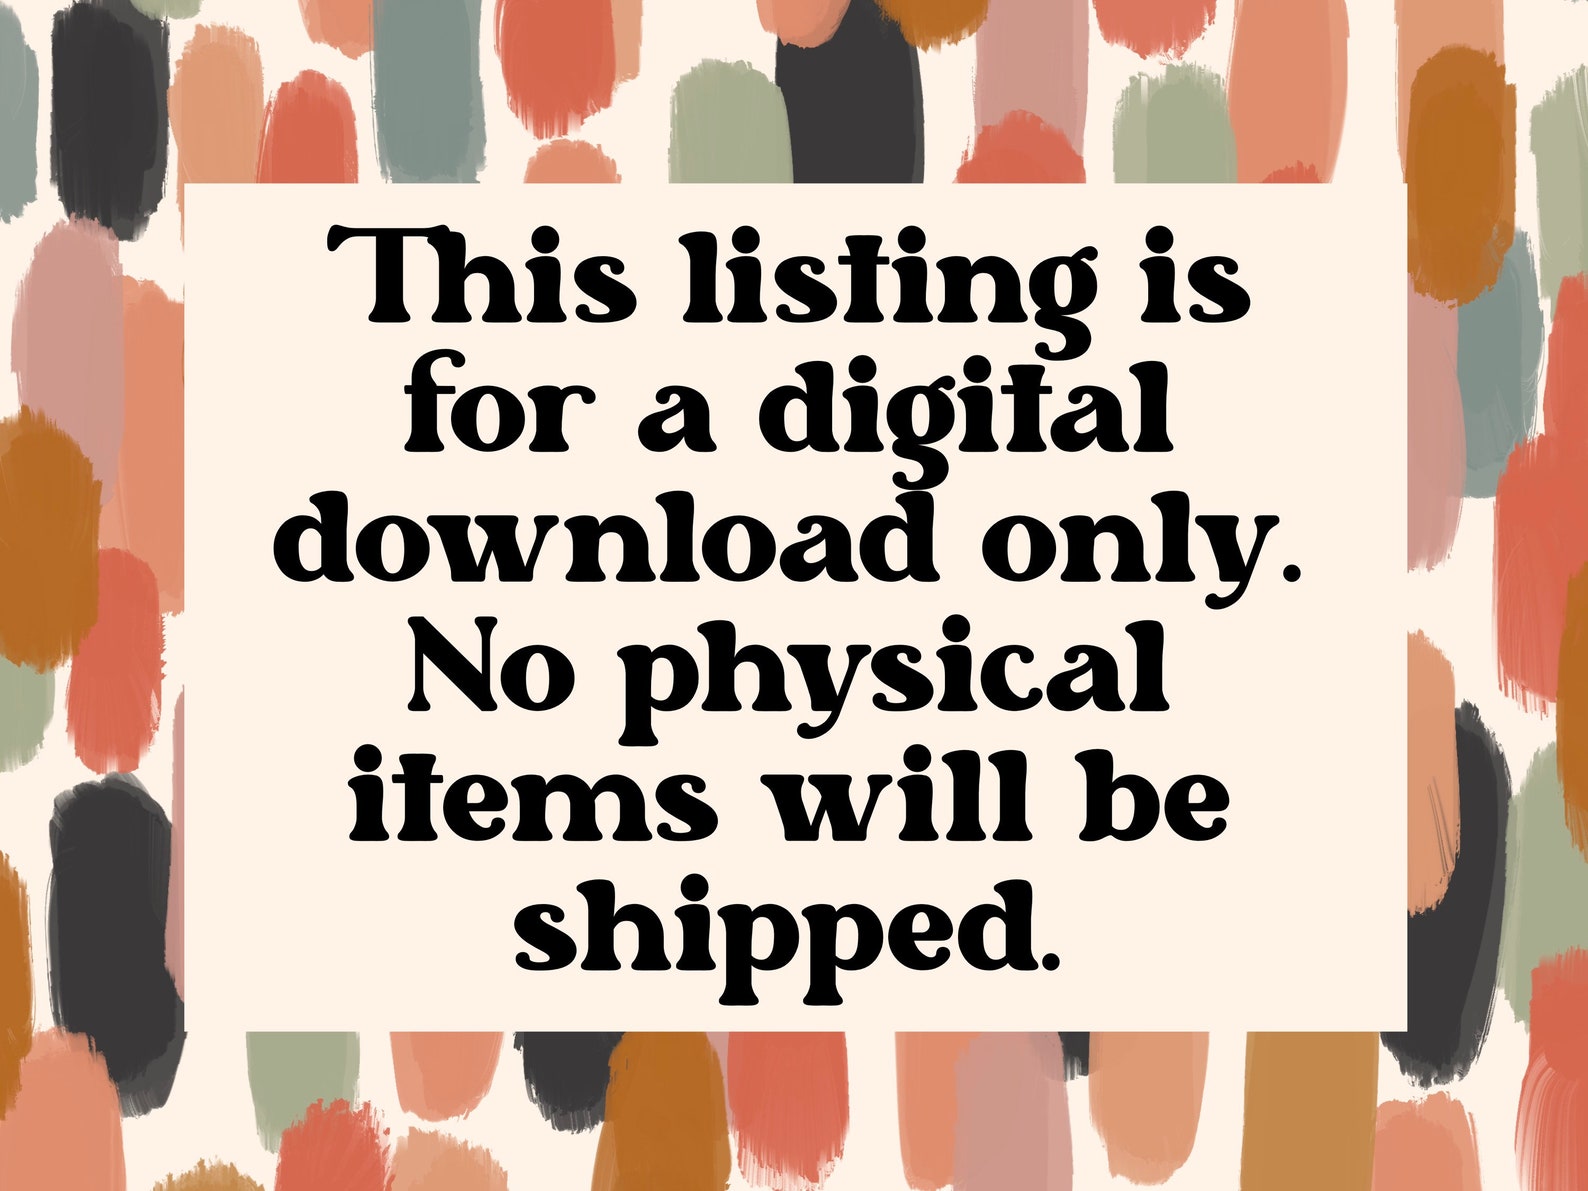 This listing is
for a digital
download only.
No physical
items will be
shipped.